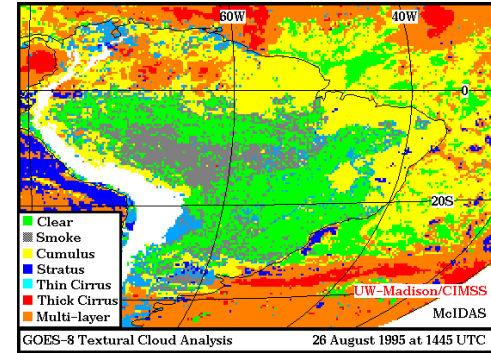 60W
40W
0
20S
Clear
Smoke
Cumulus
Stratus
Thin Cirrus
Thick Cirrus
Multi-layer
UW-Madison/CIMSS
McIDAS
GOES-8 Textural Cloud Analysis 26 August 1995 at 1445 UTC